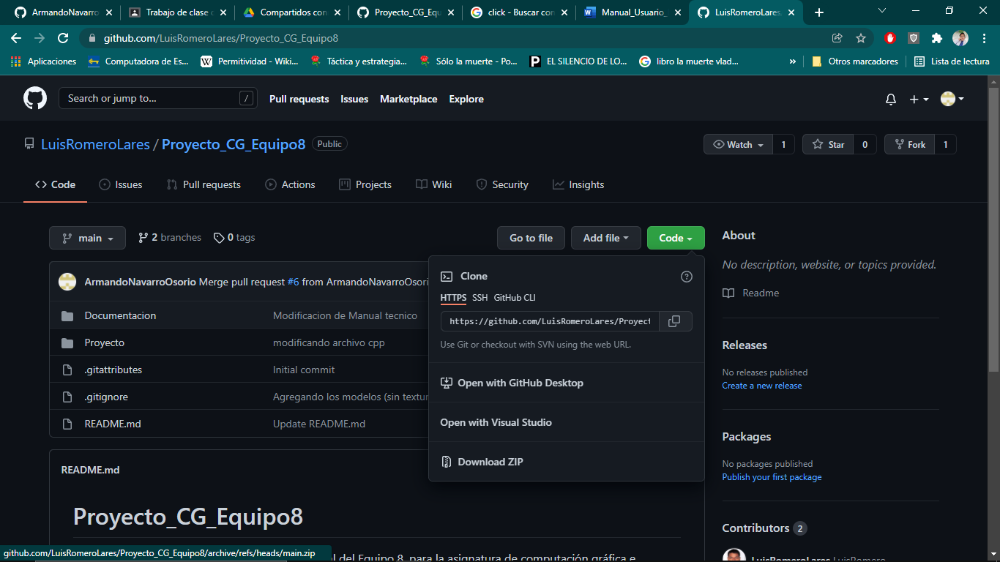 ArmandoNavarro
Trabajo de clase
Compartidos con
Proyecto_CG_Equ
click - Buscar con
Manual_Usuario_
LuisRomeroLares
github.com/LuisRomeroLares/Proyecto_CG_Equipo8
Aplicaciones
Computadora de Es...
Permitividad - Wiki...
Táctica y estrategia...
Sólo la muerte - Po...
EL SILENCIO DE LO...
libro la muerte vlad...
»
Otros marcadores
Lista de lectura
Search or jump to...
/
Pull requests
Issues
Marketplace
Explore
LuisRomeroLares / Proyecto_CG_Equipo8
Public
Watch 1
Star 0
Fork 1
Code
Issues
Pull requests
Actions
Projects
Wiki
Security
Insights
main
2 branches
0 tags
Go to file
Add file
Code
About
No description, website, or topics provided.
Readme
Releases
No releases published
Create a new release
Packages
No packages published
Publish your first package
Contributors 2
LuisRomeroLares LuisRomero
ArmandoNavarroOsorio Merge pull request #6 from ArmandoNavarroOsori
Documentacion
Modificacion de Manual tecnico
Proyecto
modificando archivo cpp
.gitattributes
Initial commit
.gitignore
Agregando los modelos (sin textur
README.md
Update README.md
Clone
HTTPS SSH GitHub CLI
https://github.com/LuisRomeroLares/Proyect
Use Git or checkout with SVN using the web URL.
Open with GitHub Desktop
Open with Visual Studio
Download ZIP
README.md
Proyecto_CG_Equipo8
del Equipo 8, para la asignatura de computación gráfica e
github.com/LuisRomeroLares/Proyecto_CG_Equipo8/archive/refs/heads/main.zip